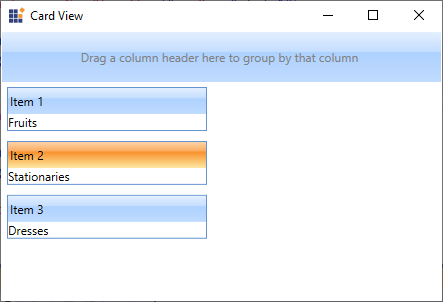 Card View
Drag a column header here to group by that column
Item 1
Fruits
Item 2
Stationaries
Item 3
Dresses